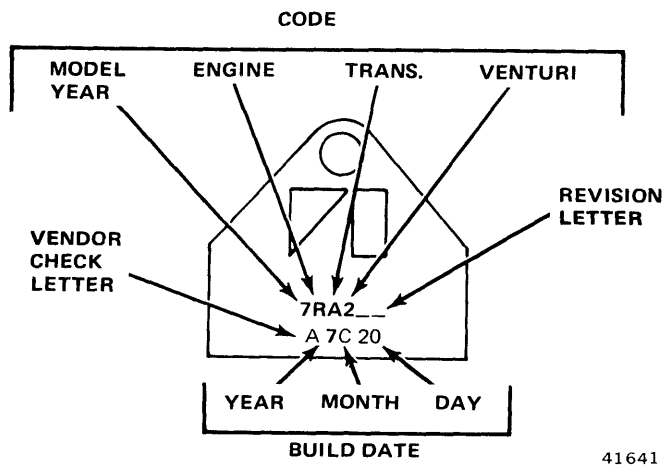 CODE
MODEL
YEAR
ENGINE
TRANS.
VENTURI
REVISION
LETTER
VENDOR
CHECK
LETTER
7RA2__
A 7C 20
YEAR
MONTH
DAY
BUILD DATE
41641